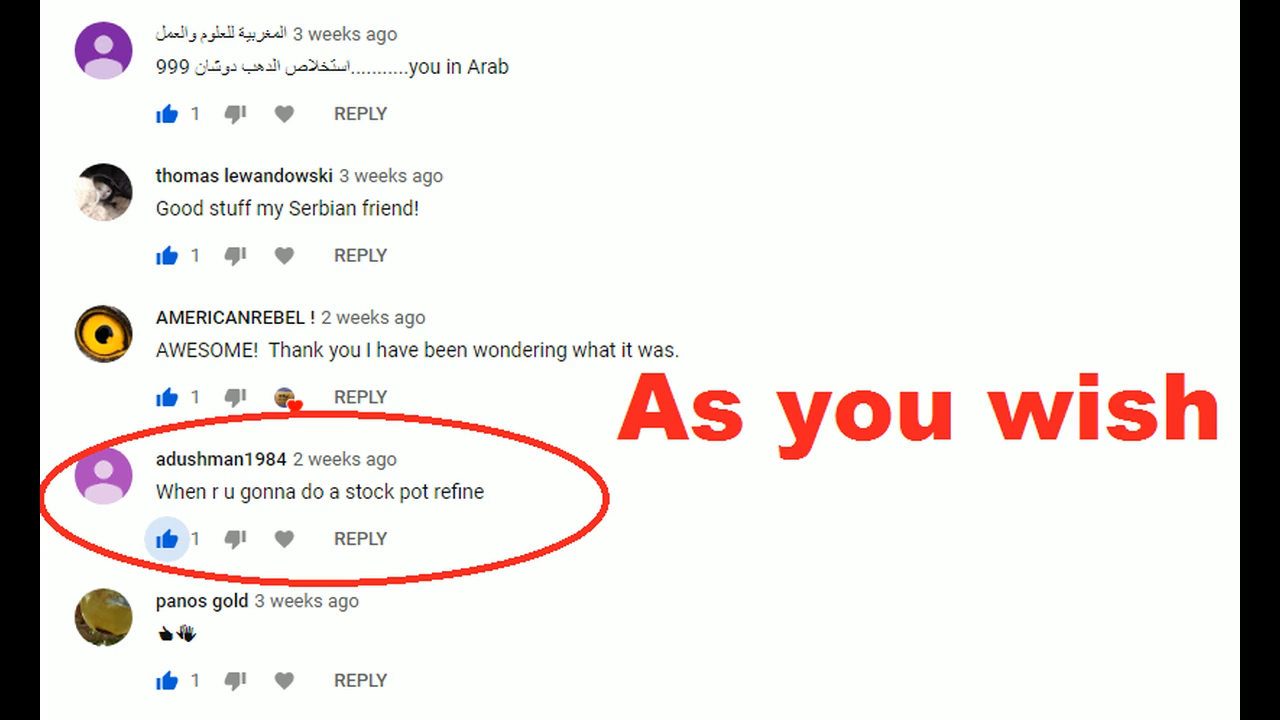 المغربية للعلوم والعمل 3 weeks ago
استخلاص الدهب دوشان 999...........you in Arab
1 REPLY
thomas lewandowski 3 weeks ago
Good stuff my Serbian friend!
1 REPLY
AMERICANREBEL ! 2 weeks ago
AWESOME!  Thank you I have been wondering what it was.
1 REPLY
As you wish
adushman1984 2 weeks ago
When r u gonna do a stock pot refine
1 REPLY
panos gold 3 weeks ago
1 REPLY